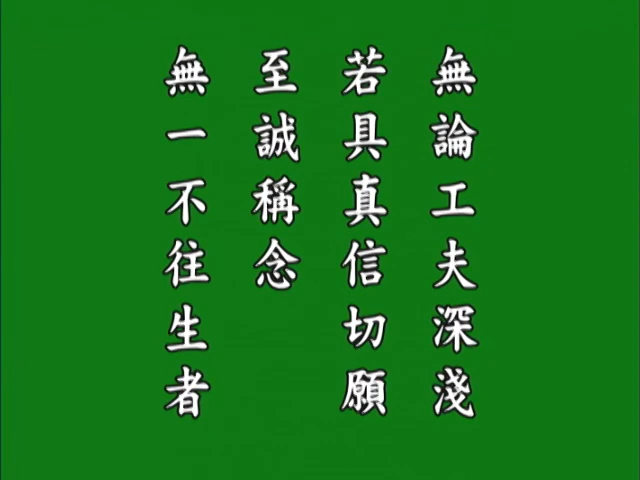 無論工夫深淺
若具真信切願
至誠稱念
無一不往生者